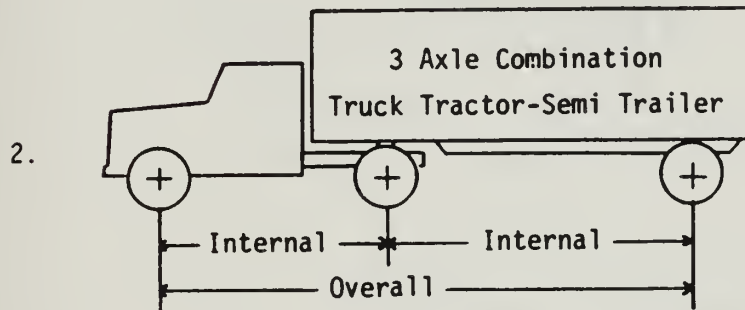 3 Axle Combination
Truck Tractor-Semi Trailer
2.
Internal Internal
Overall